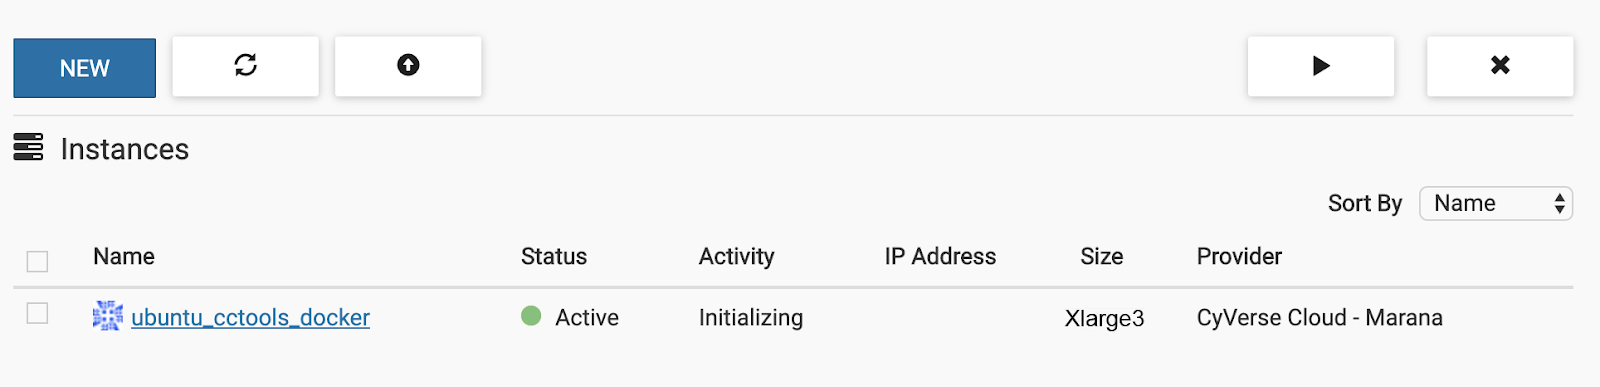 NEW
Instances
Sort By Name
Name Status Activity IP Address Size Provider
ubuntu_cctools_docker Active Initializing Xlarge3 CyVerse Cloud - Marana